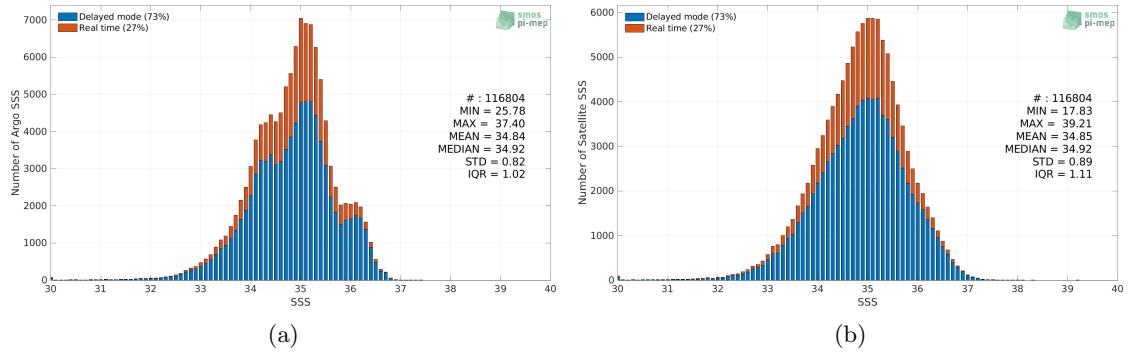 Delayed mode (73%)
Real time (27%)
smos
pi-mep
7000
6000
5000
4000
3000
2000
1000
0
Number of Argo SSS
# : 116804
MIN = 25.78
MAX = 37.40
MEAN = 34.84
MEDIAN = 34.92
STD = 0.82
IQR = 1.02
30 31 32 33 34 35 36 37 38 39 40
SSS
(a)
Delayed mode (73%)
Real time (27%)
smos
pi-mep
6000
5000
4000
3000
2000
1000
0
Number of Satellite SSS
# : 116804
MIN = 17.83
MAX = 39.21
MEAN = 34.85
MEDIAN = 34.92
STD = 0.89
IQR = 1.11
30 31 32 33 34 35 36 37 38 39 40
SSS
(b)